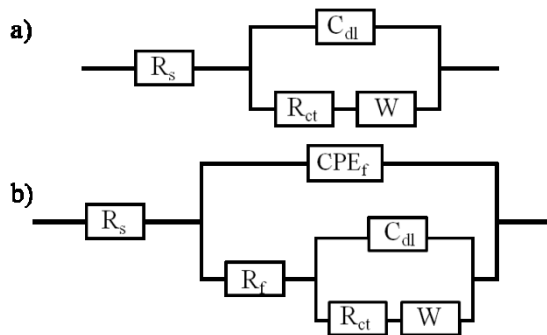 a)
C_dl
R_s
R_ct W
CPE_f
b)
R_s
C_dl
R_f
R_ct W